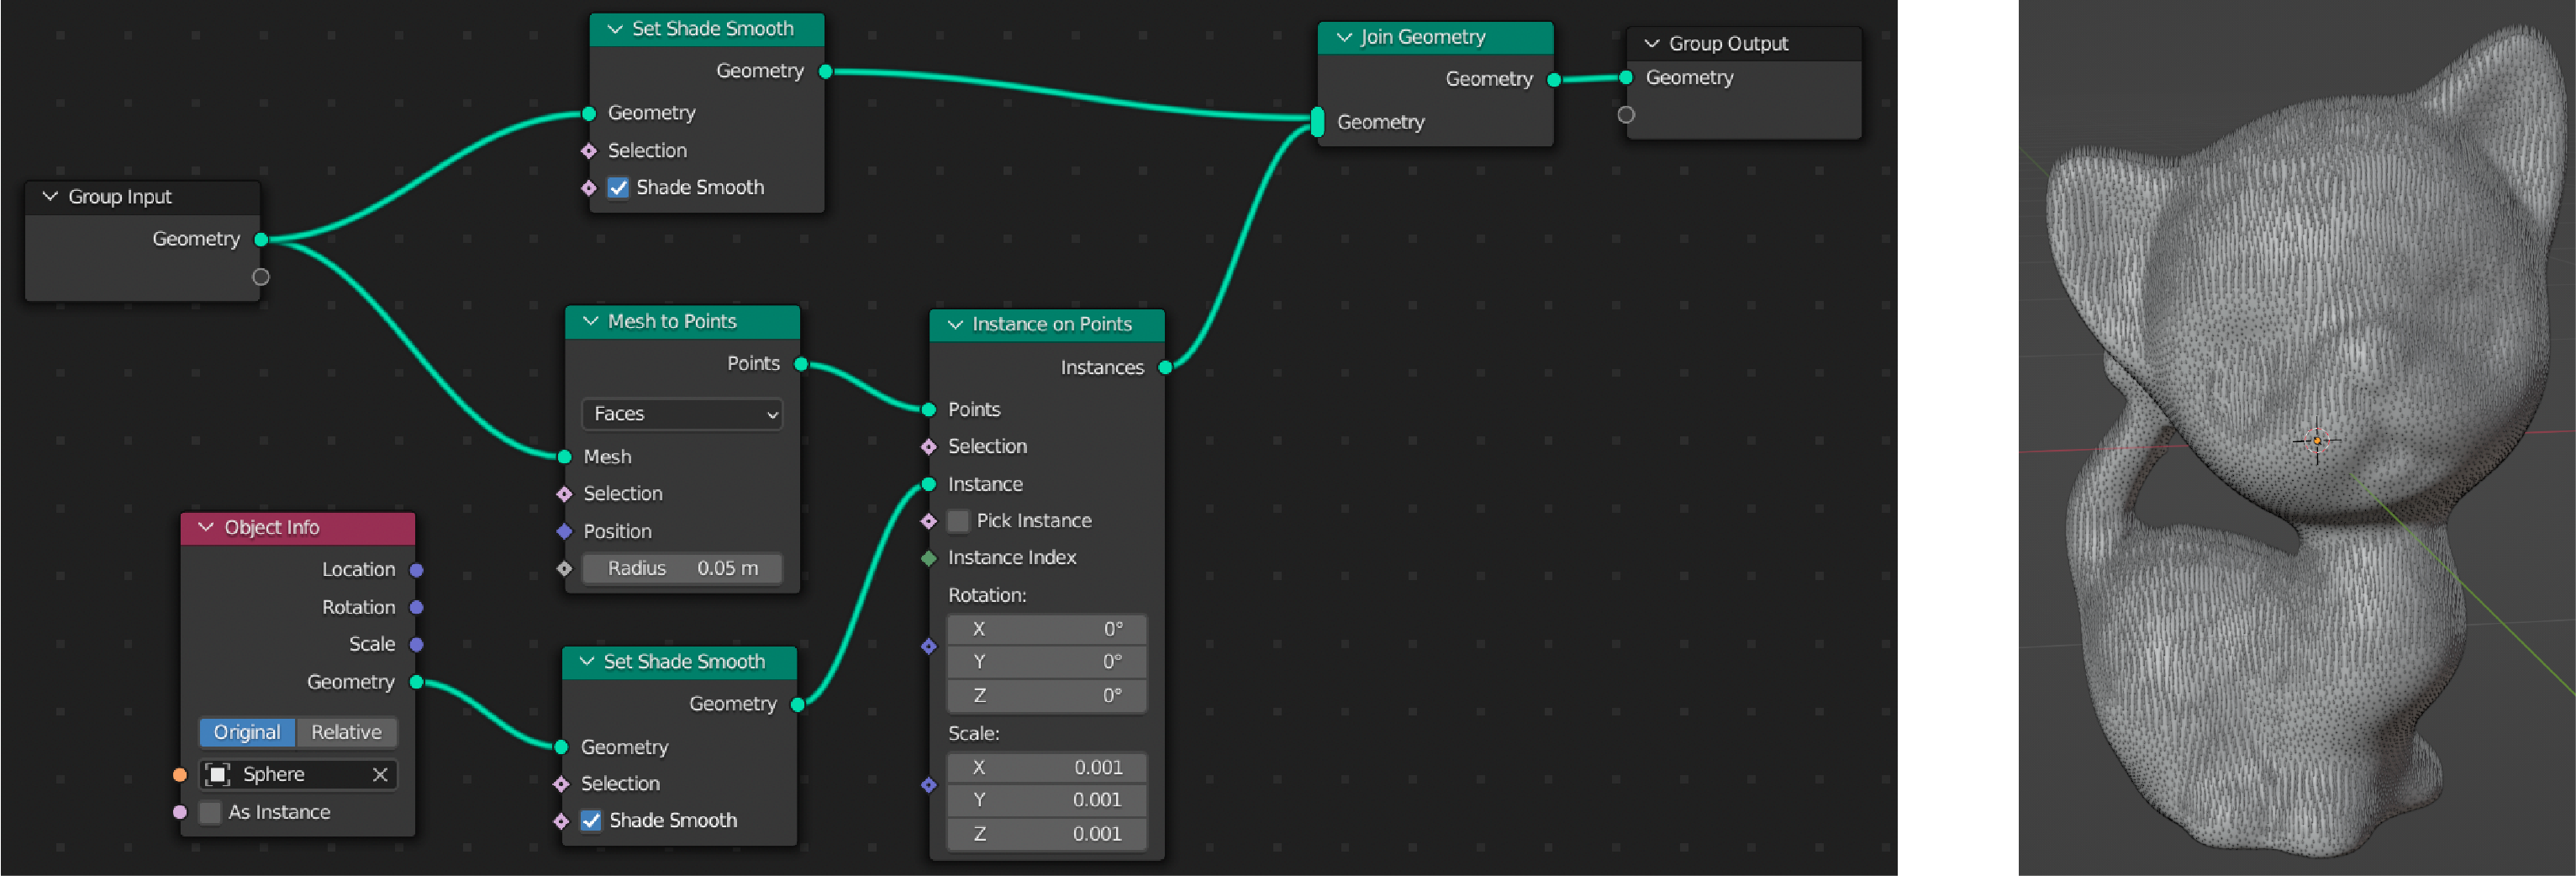 Group Input
Geometry
Set Shade Smooth
Geometry
Geometry
Selection
Shade Smooth
Mesh to Points
Points
Faces
Mesh
Selection
Position
Radius 0.05 m
Object Info
Location
Rotation
Scale
Geometry
Original Relative
Sphere
As Instance
Set Shade Smooth
Geometry
Geometry
Selection
Shade Smooth
Instance on Points
Instances
Points
Selection
Instance
Pick Instance
Instance Index
Rotation:
X 0°
Y 0°
Z 0°
Scale:
X 0.001
Y 0.001
Z 0.001
Join Geometry
Geometry
Geometry
Group Output
Geometry